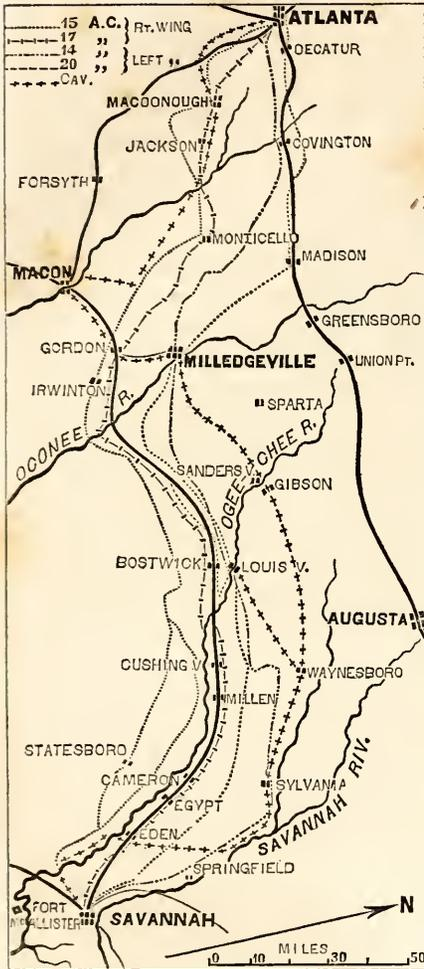 15 A.C. Rt. WING
17 ,,
14 ,,
20 ,, LEFT ,,
CAV.
ATLANTA
DECATUR
MACDONOUGH
JACKSON
COVINGTON
FORSYTH
MONTICELLO
MADISON
MACON
GREENSBORO
GORDON
MILLEDGEVILLE
UNION PT.
IRWINTON
SPARTA
OCONEE R.
OGEECHEE R.
SANDERS V.
GIBSON
BOSTWICK
LOUIS V.
AUGUSTA
CUSHING V.
WAYNESBORO
MILLEN
STATESBORO
CAMERON
SYLVANIA
EGYPT
SAVANNAH RIV.
EDEN
SPRINGFIELD
FORT
McALLISTER
SAVANNAH
N
MILES
0 10 30 50